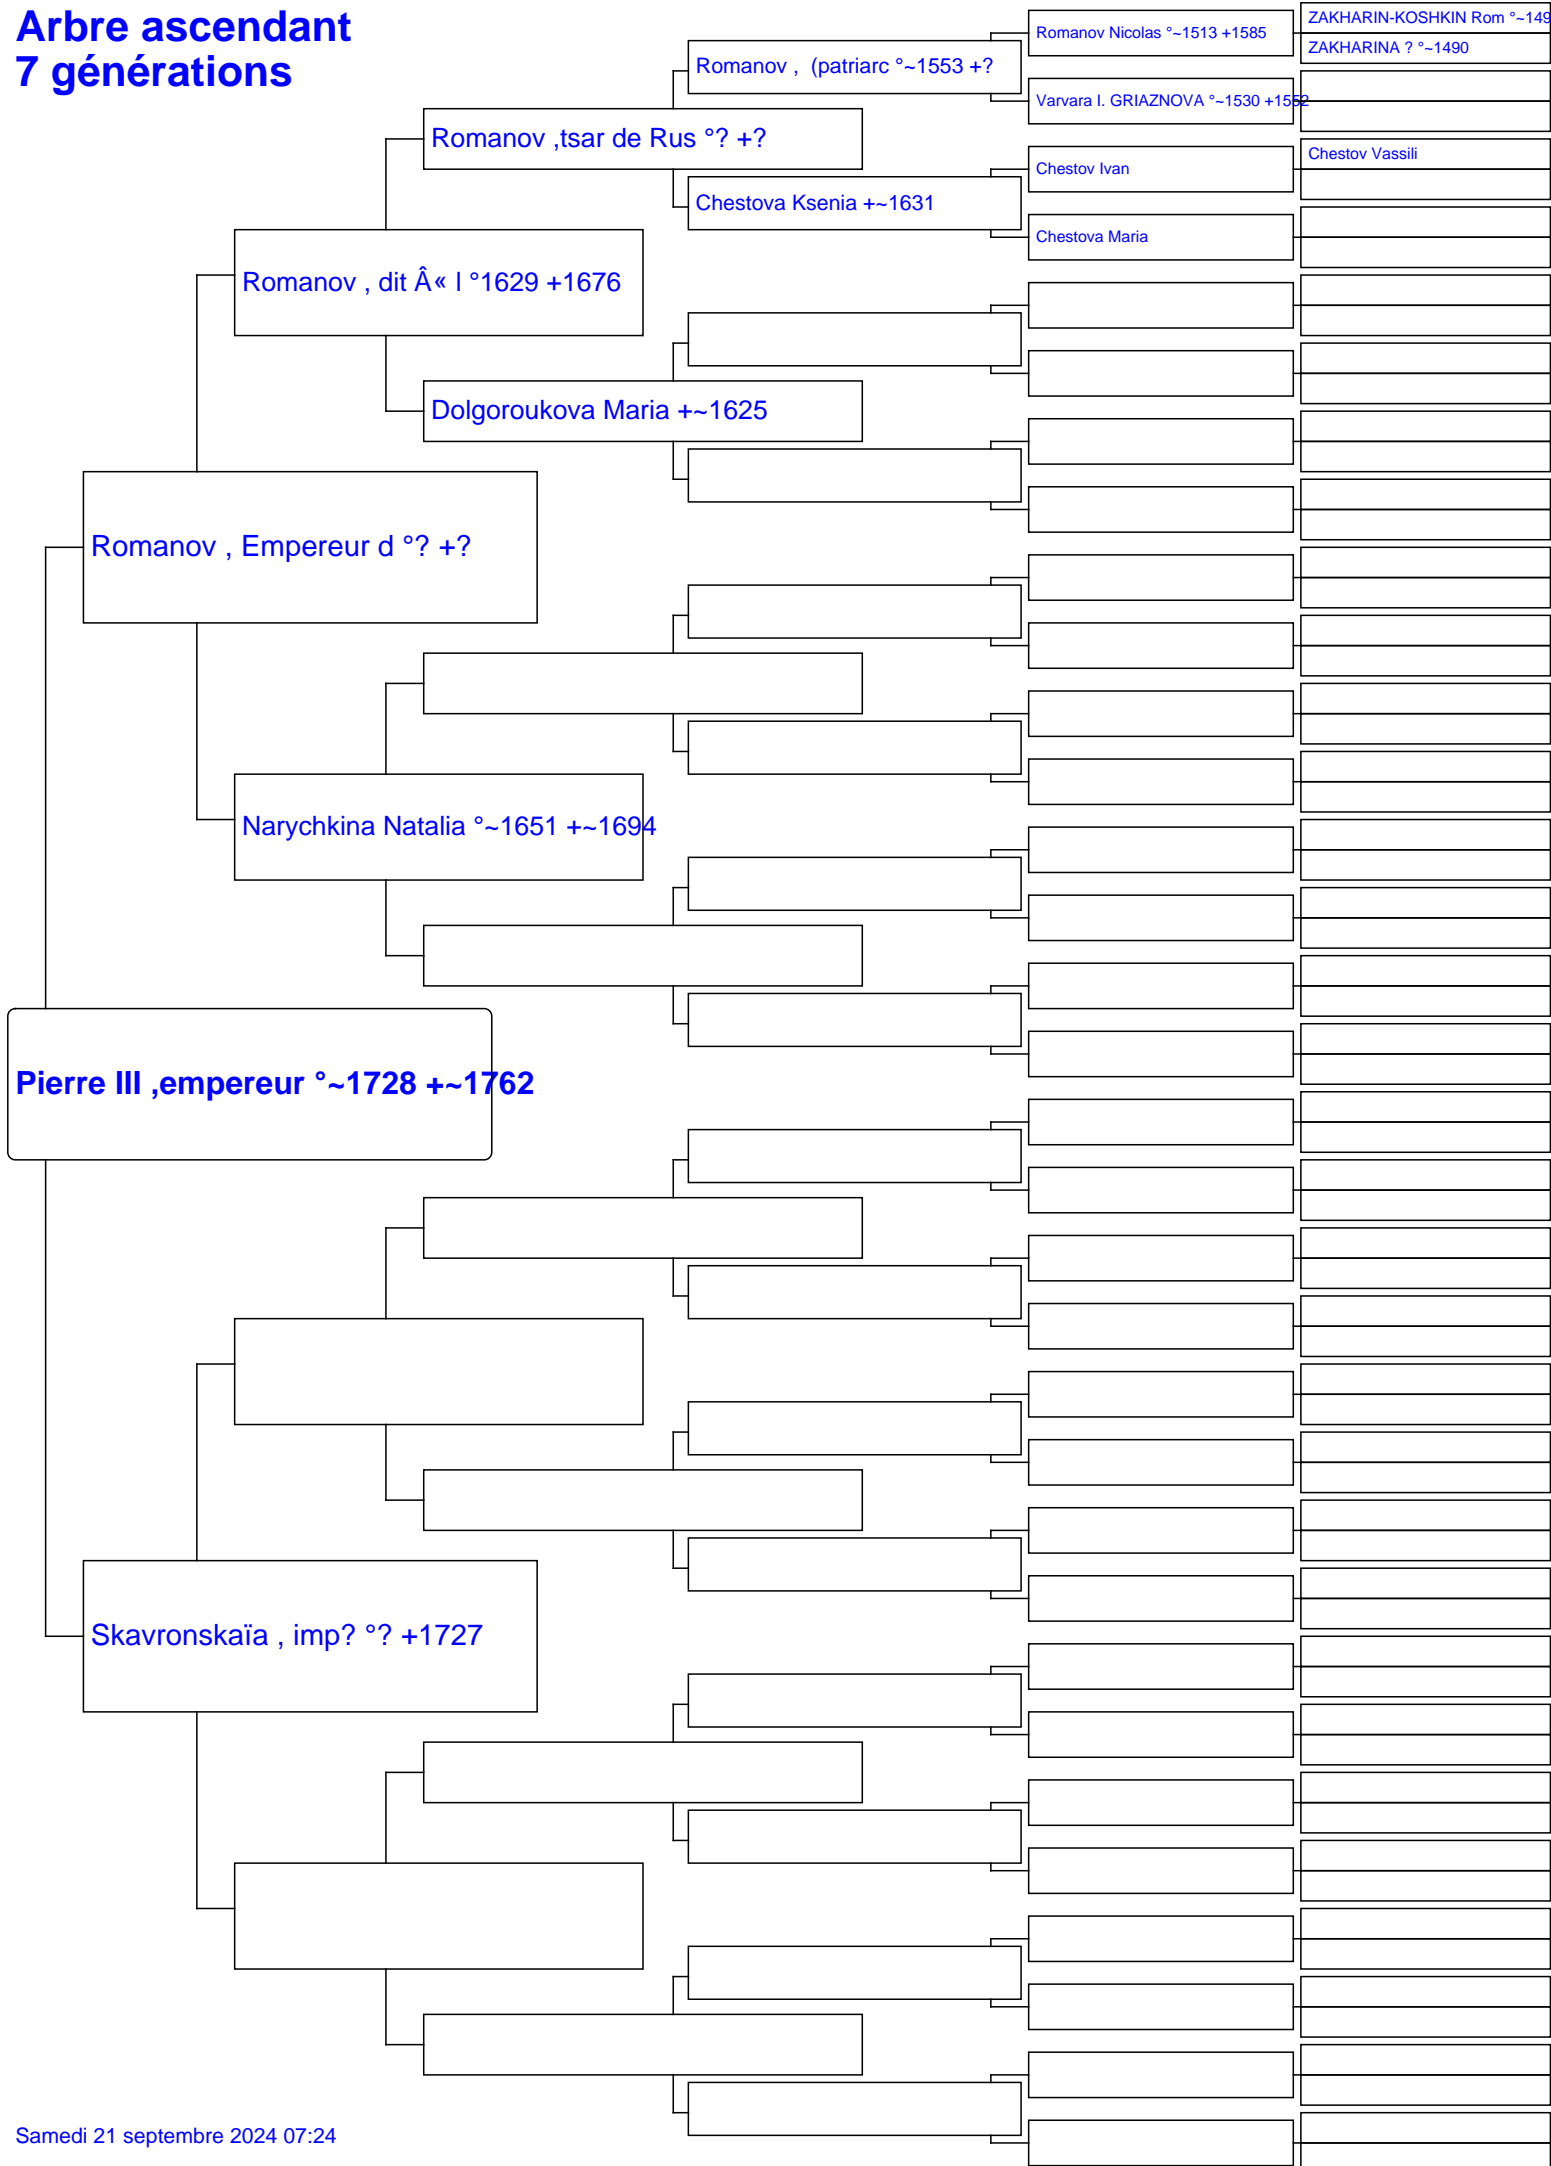 Arbre ascendant
7 générations
ZAKHARIN-KOSHKIN Rom °~149
Romanov Nicolas °~1513 +1585
ZAKHARINA ? °~1490
Romanov ,  (patriarc °~1553 +?
Varvara I. GRIAZNOVA °~1530 +1552
Romanov ,tsar de Rus °? +?
Chestov Vassili
Chestov Ivan
Chestova Ksenia +~1631
Chestova Maria
Romanov , dit Â« l °1629 +1676
Dolgoroukova Maria +~1625
Romanov , Empereur d °? +?
Narychkina Natalia °~1651 +~1694
Pierre III ,empereur °~1728 +~1762
Skavronskaïa , imp? °? +1727
Samedi 21 septembre 2024 07:24